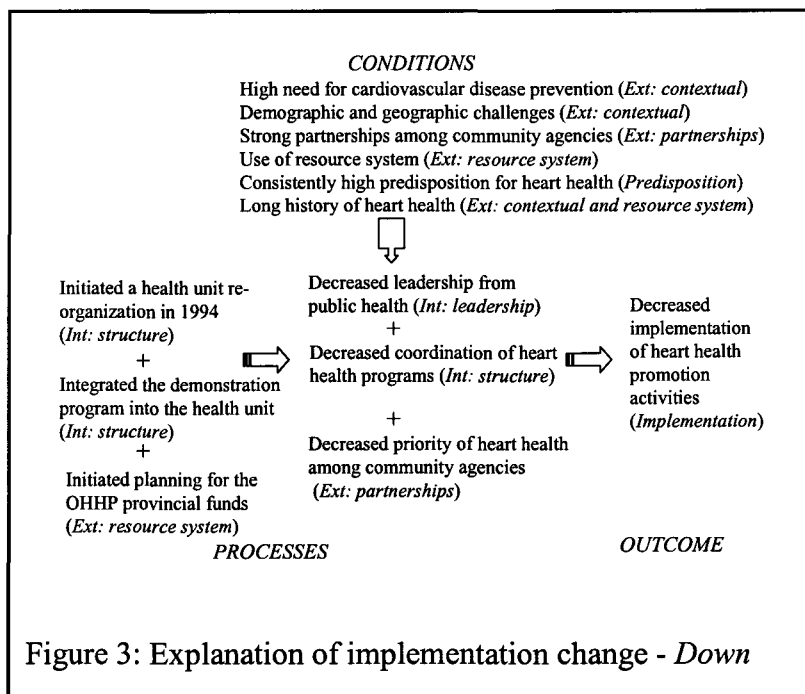 CONDITIONS
High need for cardiovascular disease prevention (Ext: contextual)
Demographic and geographic challenges (Ext: contextual)
Strong partnerships among community agencies (Ext: partnerships)
Use of resource system (Ext: resource system)
Consistently high predisposition for heart health (Predisposition)
Long history of heart health (Ext: contextual and resource system)
Initiated a health unit re-
organization in 1994
(Int: structure)
+
Integrated the demonstration
program into the health unit
(Int: structure)
+
Initiated planning for the
OHHP provincial funds
(Ext: resource system)
Decreased leadership from
public health (Int: leadership)
+
Decreased coordination of heart
health programs (Int: structure)
+
Decreased priority of heart health
among community agencies
(Ext: partnerships)
Decreased
implementation
of heart health
promotion
activities
(Implementation)
PROCESSES
OUTCOME
Figure 3: Explanation of implementation change - Down